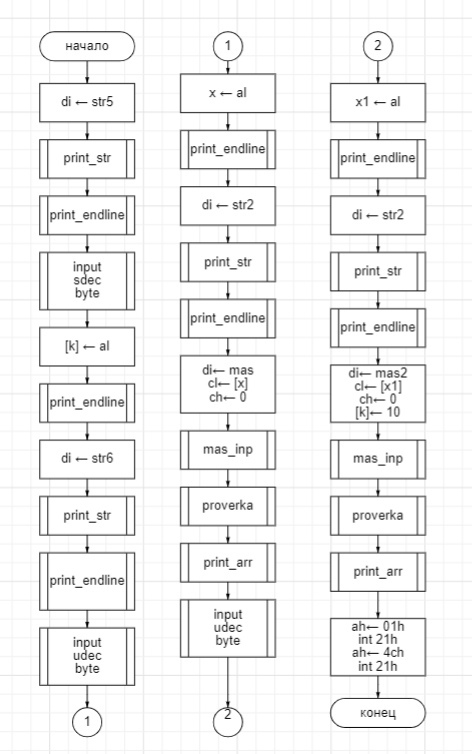 начало
di ← str5
print_str
print_endline
input
sdec
byte
[k] ← al
print_endline
di ← str6
print_str
print_endline
input
udec
byte
1
1
x ← al
print_endline
di ← str2
print_str
print_endline
di← mas
cl← [x]
ch← 0
mas_inp
proverka
print_arr
input
udec
byte
2
2
x1 ← al
print_endline
di ← str2
print_str
print_endline
di← mas2
cl← [x1]
ch← 0
[k]← 10
mas_inp
proverka
print_arr
ah← 01h
int 21h
ah← 4ch
int 21h
конец